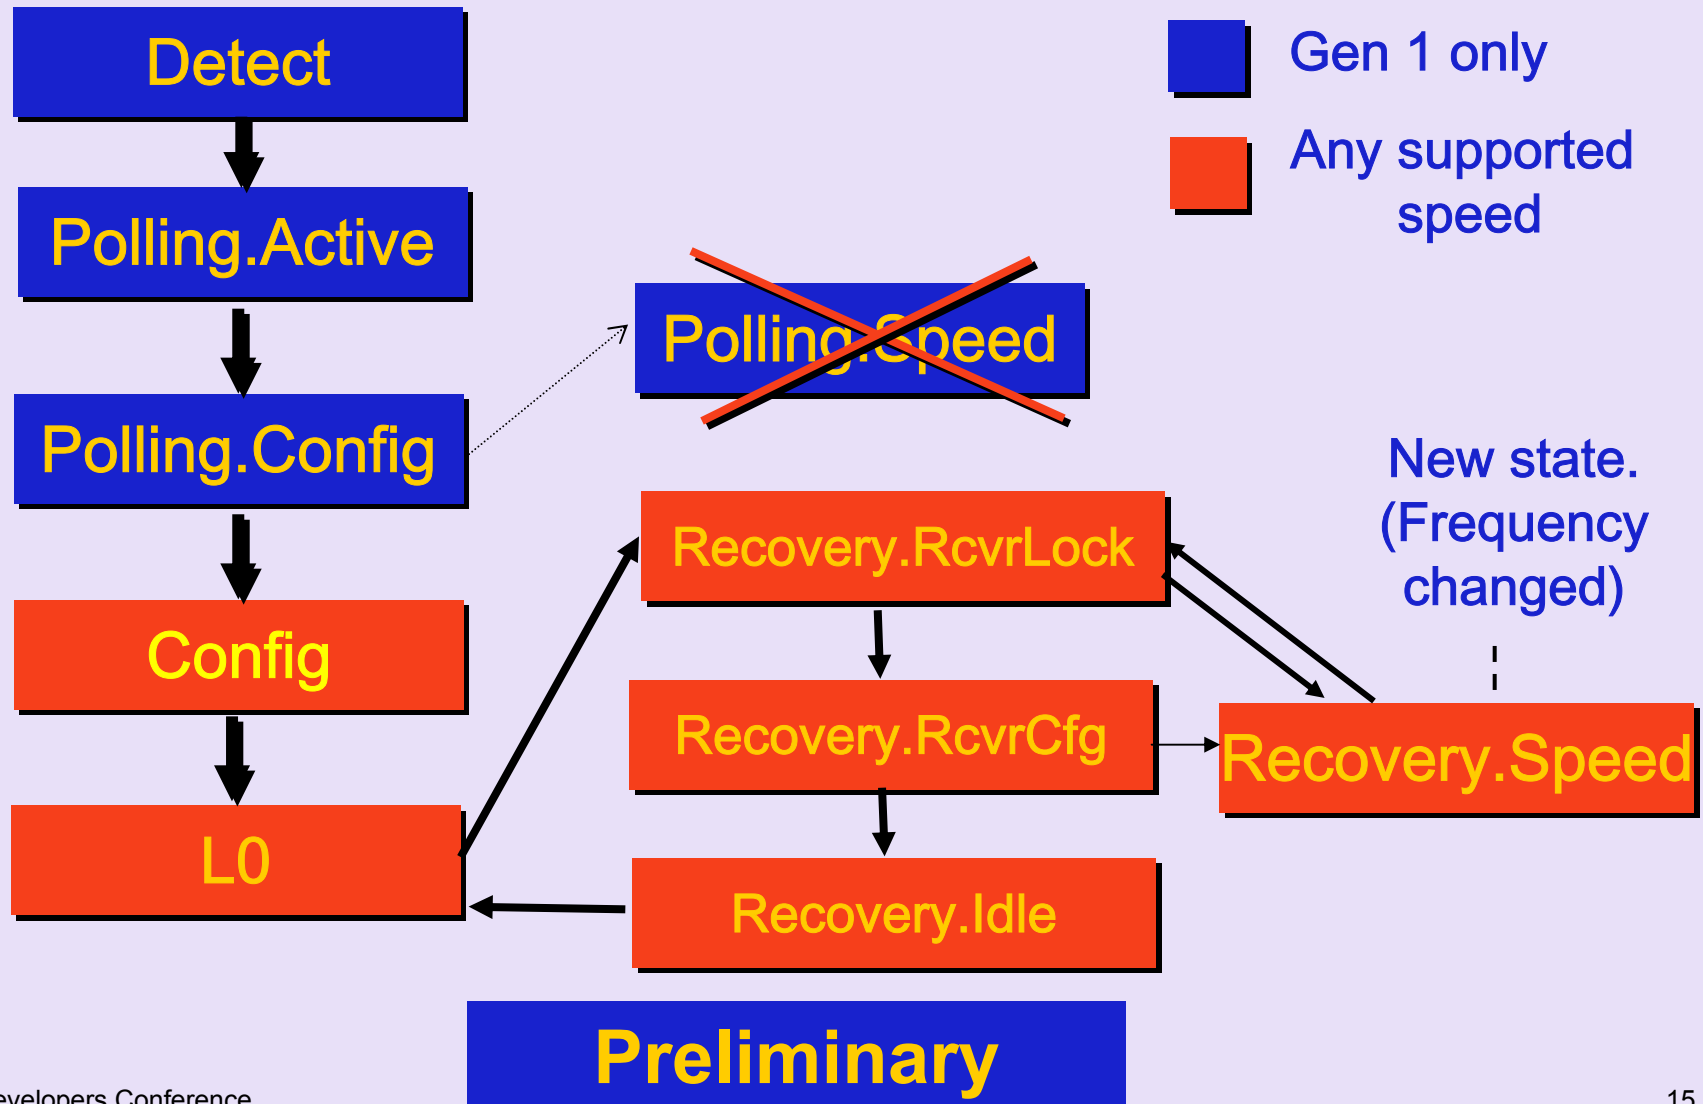 Detect
Gen 1 only
Any supported
speed
Polling.Active
Polling.Speed
Polling.Config
New state.
(Frequency
changed)
Recovery.RcvrLock
Config
Recovery.RcvrCfg
Recovery.Speed
L0
Recovery.Idle
Preliminary
evelopers Conference
15